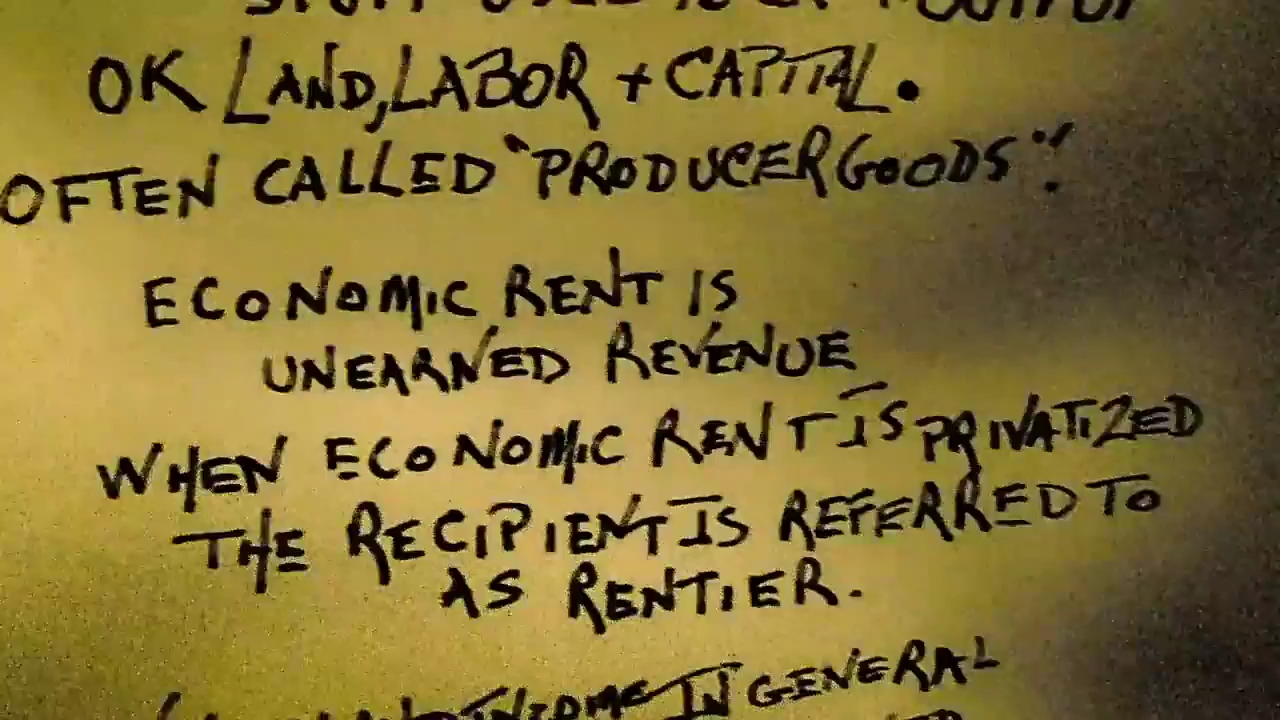 OK LAND, LABOR + CAPITAL.
OFTEN CALLED "PRODUCER GOODS".
ECONOMIC RENT IS
UNEARNED REVENUE
WHEN ECONOMIC RENT IS PRIVATIZED
THE RECIPIENT IS REFERRED TO
AS RENTIER.
INCOME IN GENERAL